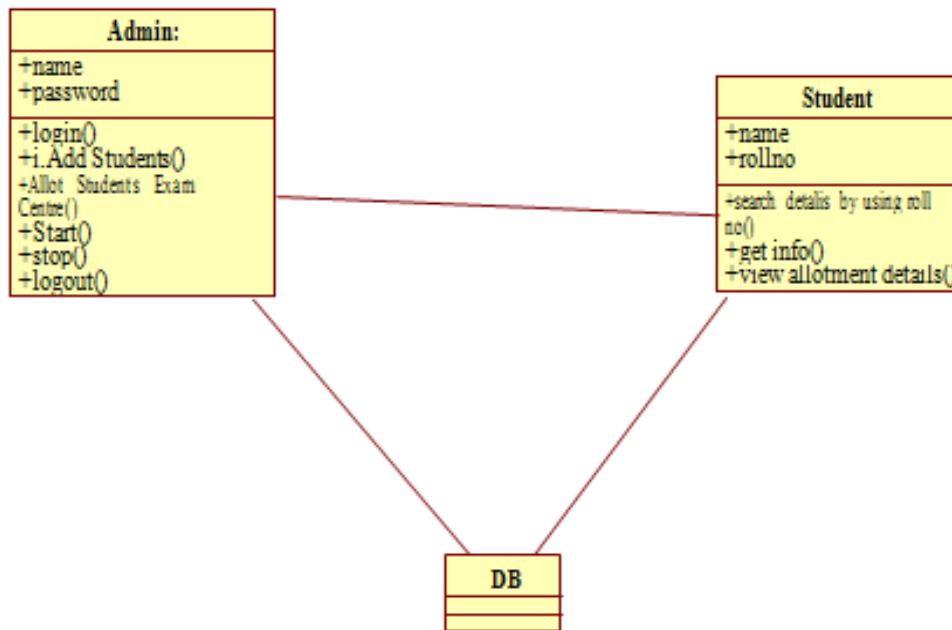 Admin:
+name
+password
+login()
+i.Add Students()
+Allot Students Exam
Centre()
+Start()
+stop()
+logout()
Student
+name
+rollno
+search detalis by using roll
no()
+get info()
+view allotment details()
DB